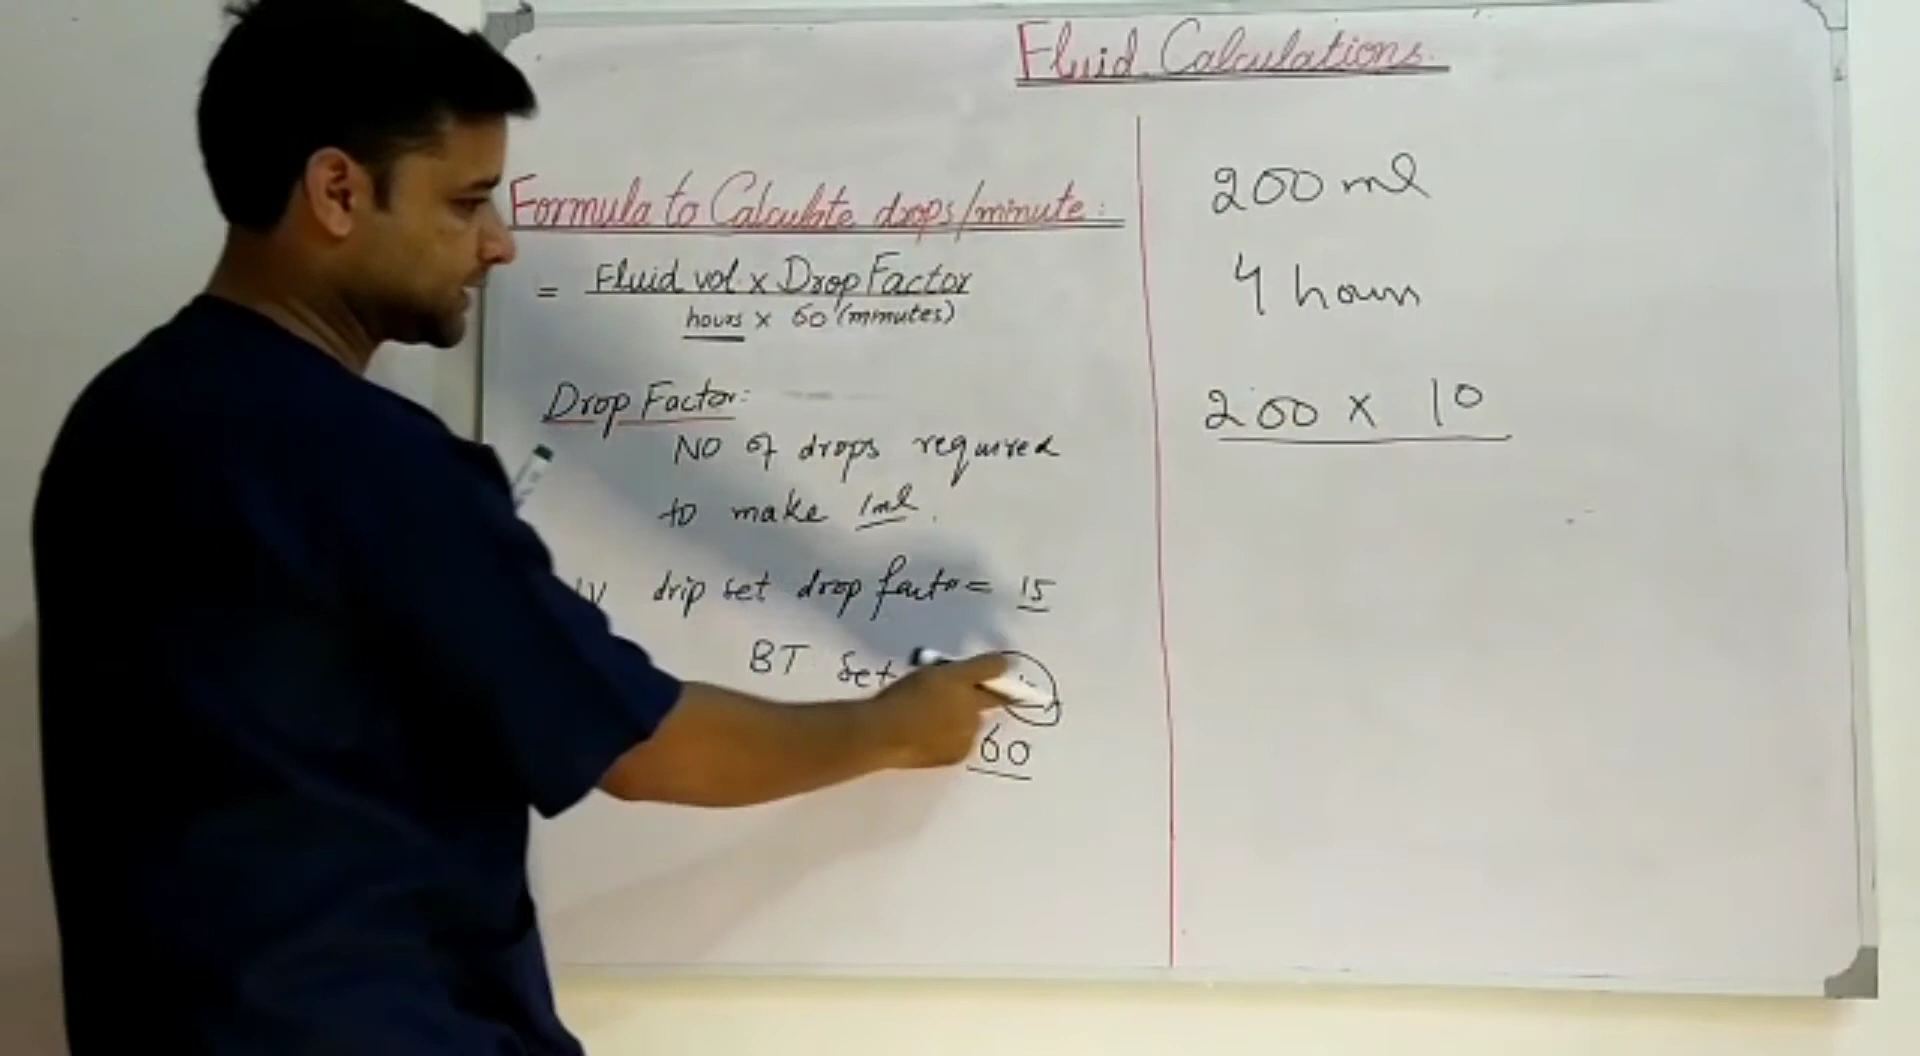 Fluid Calculations.
Formula to Calculate drops/minute:
= Fluid vol. x Drop Factor
hours x 60 (minutes)
Drop Factor:
NO of drops required
to make 1ml.
drip set drop factor = 15
BT Set
60
200 ml
4 hours
200 x 10